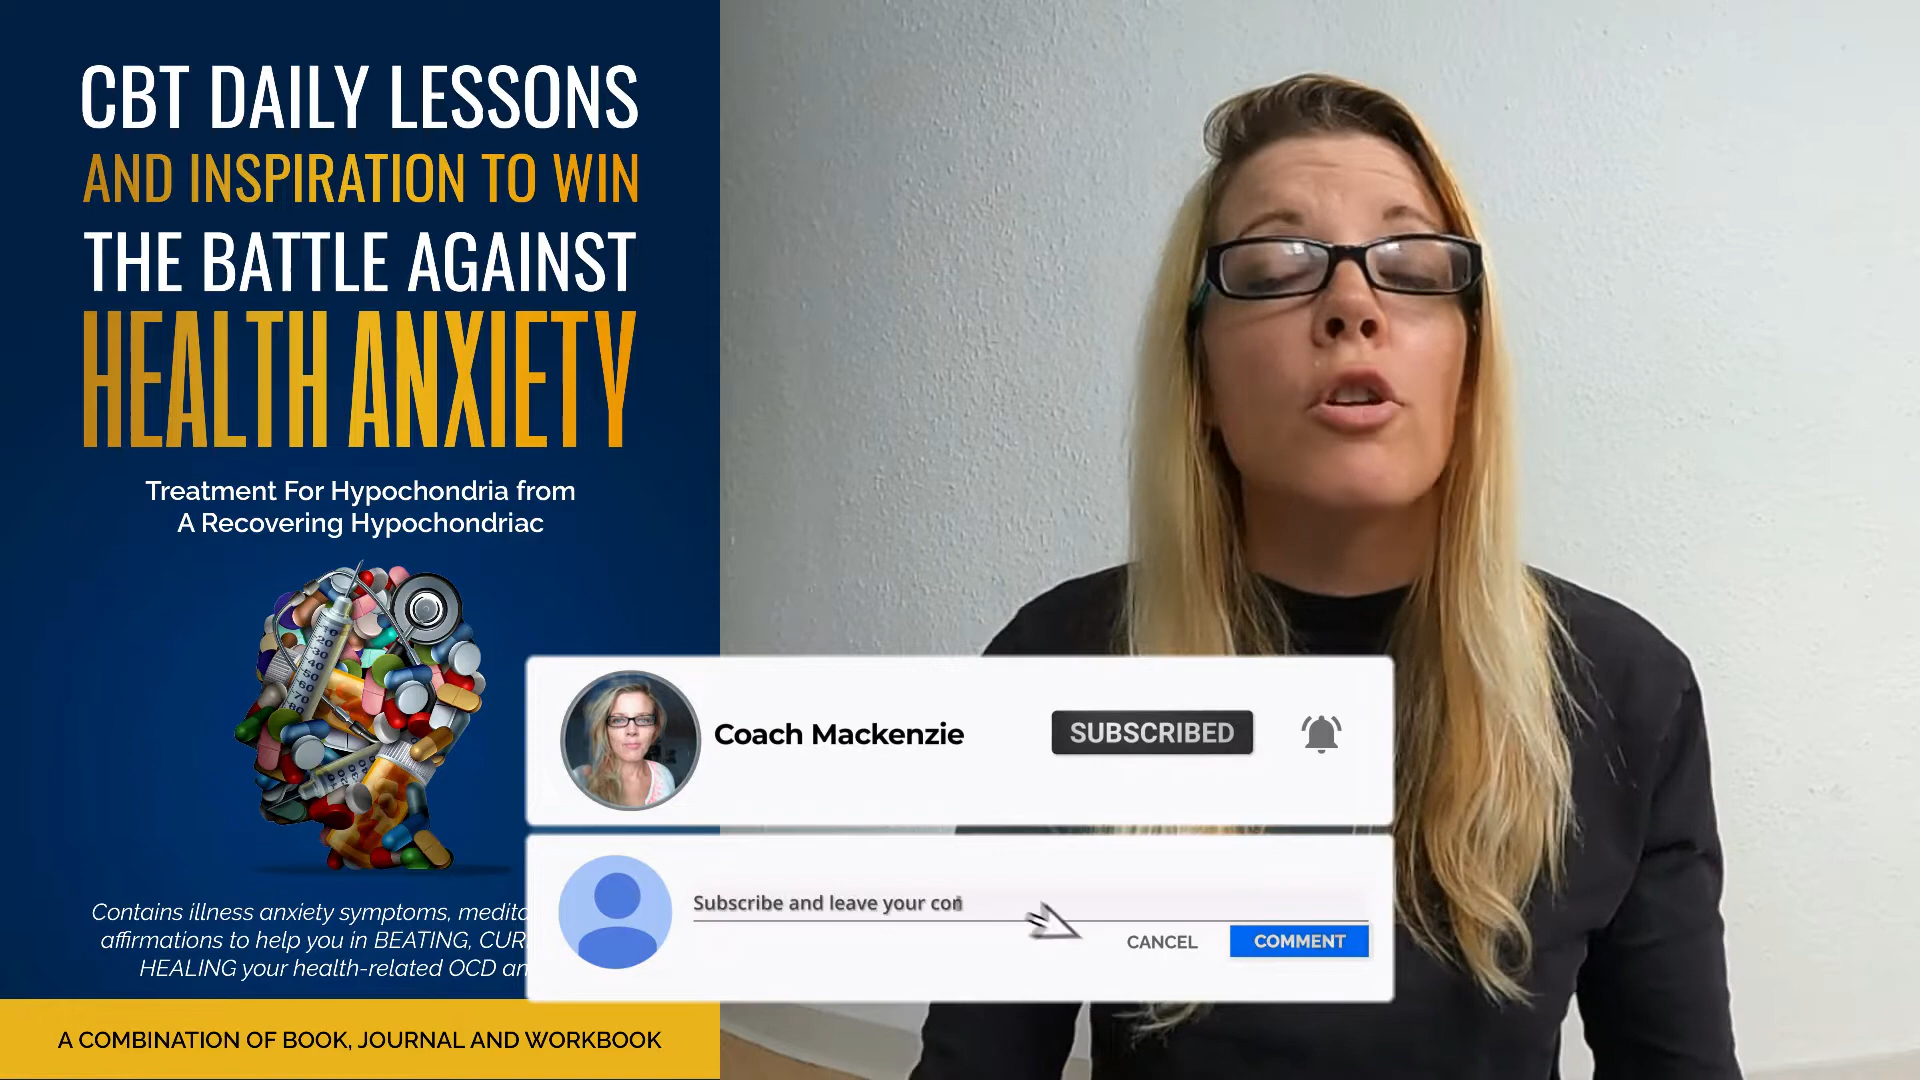 CBT DAILY LESSONS
AND INSPIRATION TO WIN
THE BATTLE AGAINST
HEALTH ANXIETY
Treatment For Hypochondria from
A Recovering Hypochondriac
Contains illness anxiety symptoms,
affirmations to help you in BEATING,
HEALING your health-related OCD
A COMBINATION OF BOOK, JOURNAL AND WORKBOOK
Coach Mackenzie
SUBSCRIBED
Subscribe and leave your
CANCEL
COMMENT